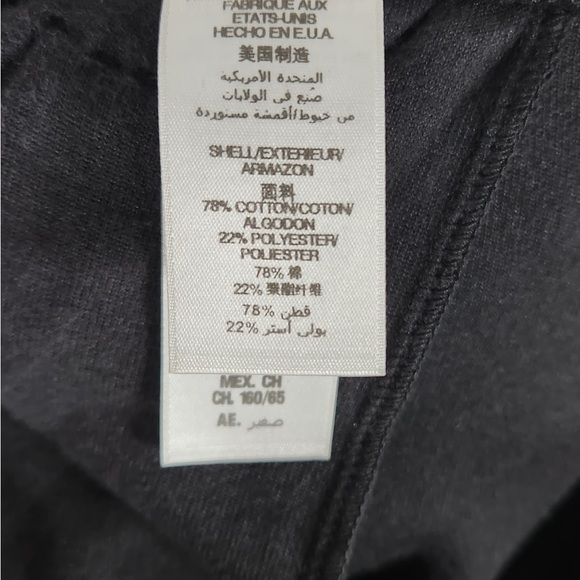 FABRIQUE AUX
ETATS-UNIS
HECHO EN E.U.A.
美国制造
المتحدة الأمريكية
صنع في الولايات
من خيوط/أقمشة مستوردة
SHELL/EXTERIEUR/
ARMAZON
面料
78% COTTON/COTON/
ALGODON
22% POLYESTER/
POLIESTER
78% 棉
22% 聚酯纤维
78% قطن
22% بولي أستر
MEX. CH
CH. 160/65
AE. صغير